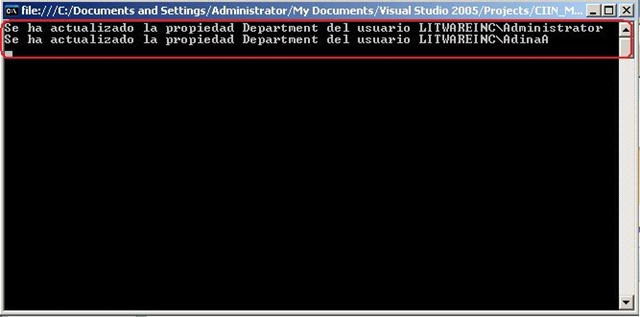 file:///C:/Documents and Settings/Administrator/My Documents/Visual Studio 2005/Projects/CIIN_M...
Se ha actualizado la propiedad Department del usuario LITWAREINC\Administrator
Se ha actualizado la propiedad Department del usuario LITWAREINC\AdinaA